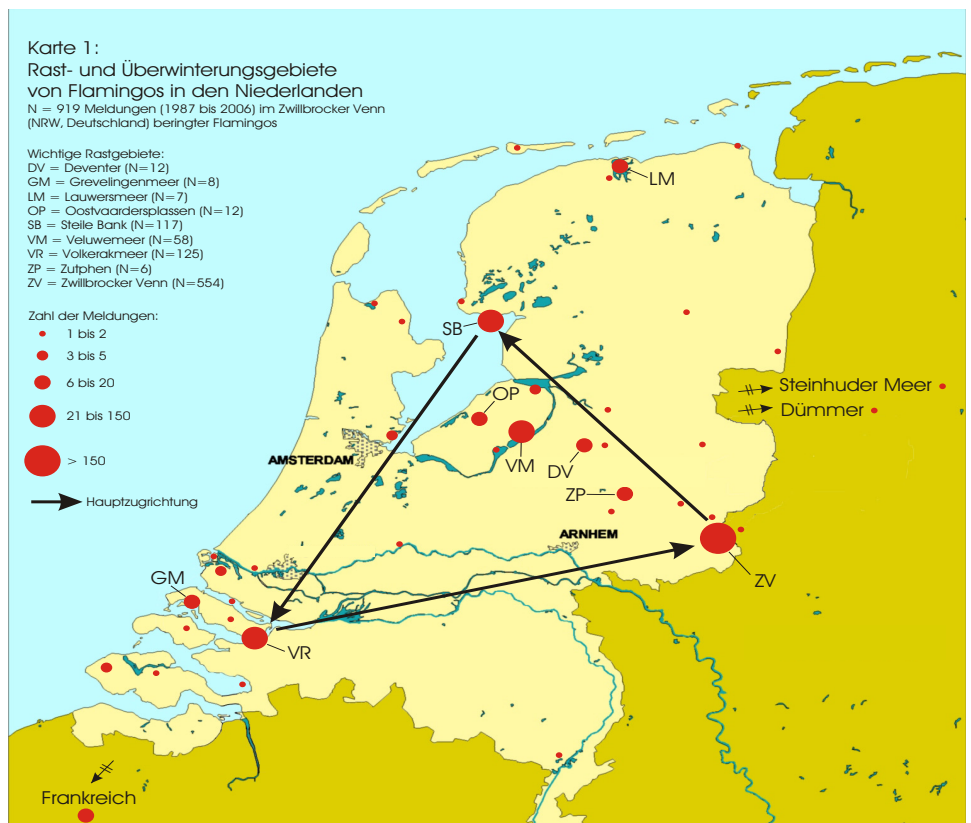 Karte 1:
Rast- und Überwinterungsgebiete
von Flamingos in den Niederlanden
N = 919 Meldungen (1987 bis 2006) im Zwillbrocker Venn
(NRW, Deutschland) beringter Flamingos
Wichtige Rastgebiete:
DV = Deventer (N=12)
GM = Grevelingenmeer (N=8)
LM = Lauwersmeer (N=7)
OP = Oostvaardersplassen (N=12)
SB = Steile Bank (N=117)
VM = Veluwemeer (N=58)
VR = Volkerakmeer (N=125)
ZP = Zutphen (N=6)
ZV = Zwillbrocker Venn (N=554)
Zahl der Meldungen:
1 bis 2
3 bis 5
6 bis 20
21 bis 150
> 150
Hauptzugrichtung
LM
SB
Steinhuder Meer
Dümmer
OP
AMSTERDAM
VM
DV
ZP
ARNHEM
ZV
GM
VR
Frankreich